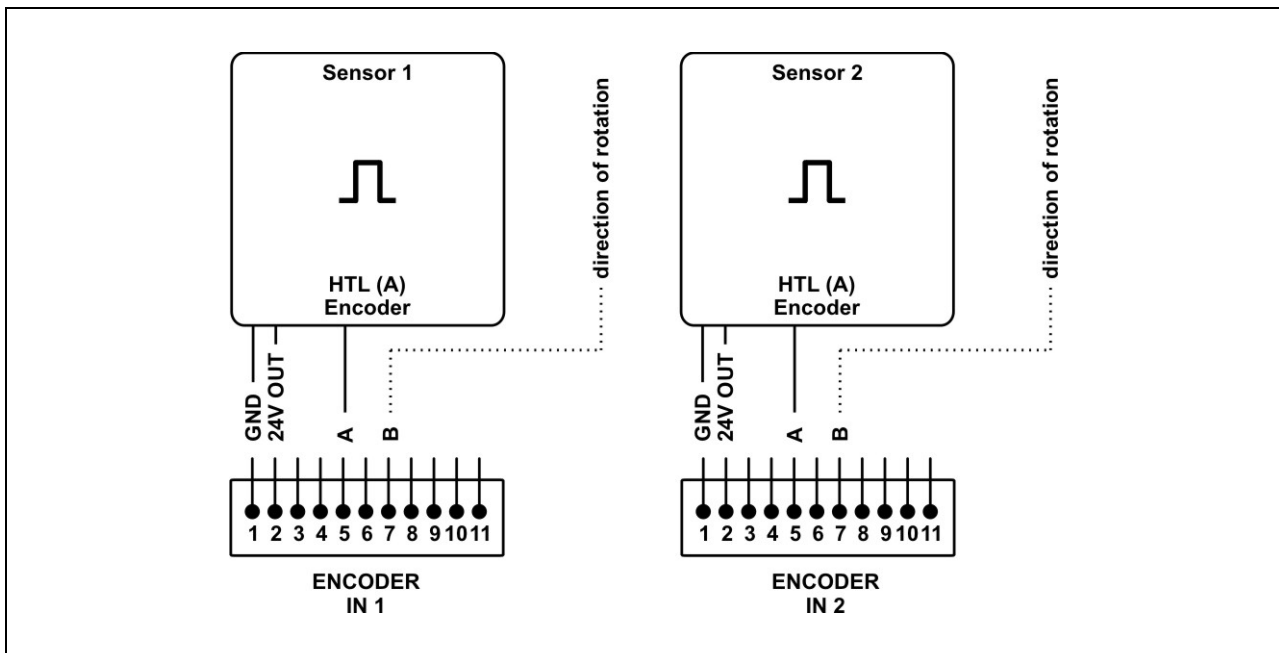 Sensor 1
HTL (A)
Encoder
direction of rotation
GND
24V OUT
A
B
1 2 3 4 5 6 7 8 9 10 11
ENCODER
IN 1
Sensor 2
HTL (A)
Encoder
direction of rotation
GND
24V OUT
A
B
1 2 3 4 5 6 7 8 9 10 11
ENCODER
IN 2